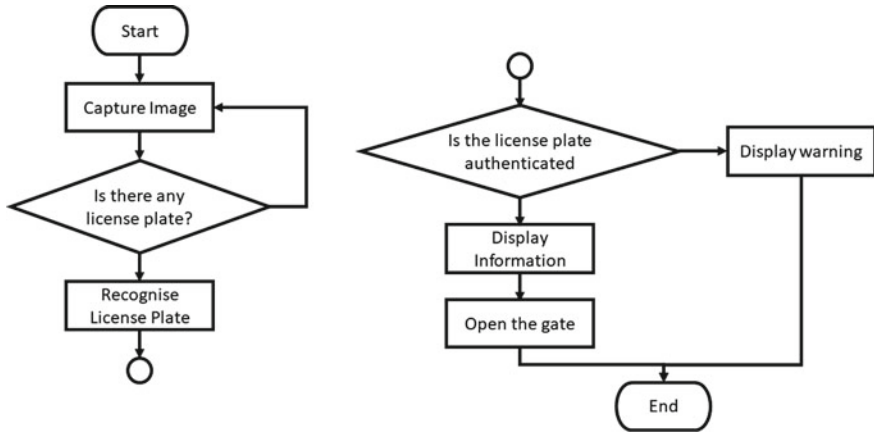 Start
Capture Image
Is there any
license plate?
Recognise
License Plate
Is the license plate
authenticated
Display warning
Display
Information
Open the gate
End